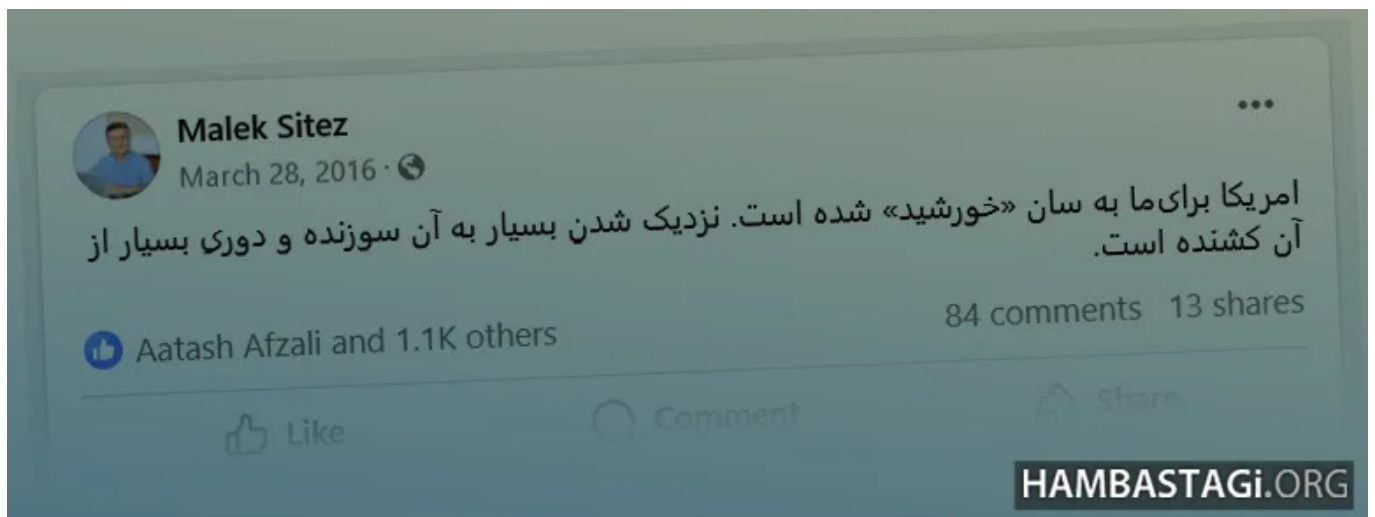 Malek Sitez
March 28, 2016 ·
امریکا برای‌ما به سان «خورشید» شده است. نزدیک شدن بسیار به آن سوزنده و دوری بسیار از
آن کشنده است.
Aatash Afzali and 1.1K others
84 comments 13 shares
Like Comment Share
HAMBASTAGi.ORG